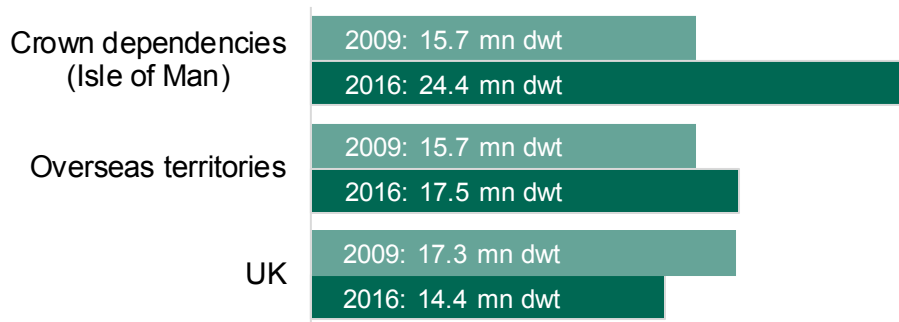 Crown dependencies
(Isle of Man)
2009: 15.7 mn dwt
2016: 24.4 mn dwt
Overseas territories
2009: 15.7 mn dwt
2016: 17.5 mn dwt
UK
2009: 17.3 mn dwt
2016: 14.4 mn dwt